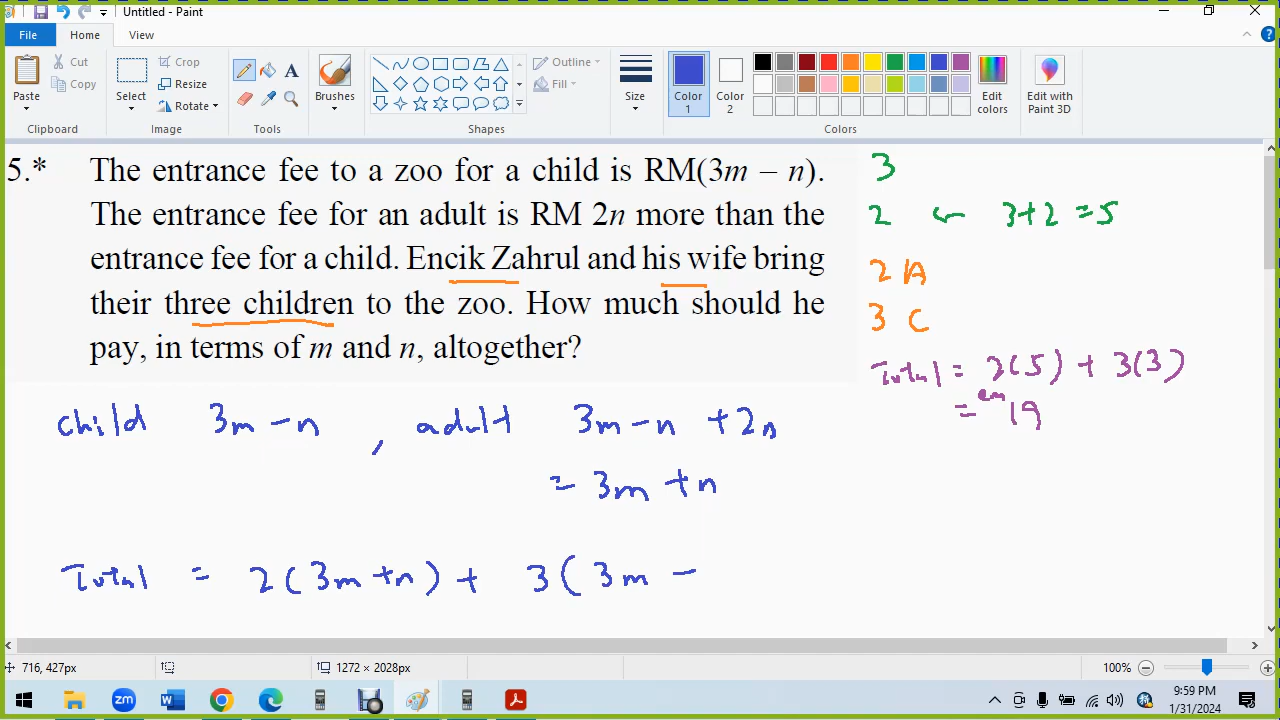 Untitled - Paint
File Home View
Paste Cut Copy Clipboard
Select Crop Resize Rotate Image
A Tools
Brushes
Outline Fill Shapes
Size
Color 1 Color 2 Edit colors Colors
Edit with Paint 3D
5.* The entrance fee to a zoo for a child is RM(3m – n).
The entrance fee for an adult is RM 2n more than the
entrance fee for a child. Encik Zahrul and his wife bring
their three children to the zoo. How much should he
pay, in terms of m and n, altogether?
3
2 ← 3+2 =5
2 A
3 C
Total = 2(5) + 3(3)
= 19
child 3m - n , adult 3m - n + 2n
= 3m + n
Total = 2(3m + n) + 3(3m -
716, 427px 1272 × 2028px 100%
zm W
9:59 PM
1/31/2024